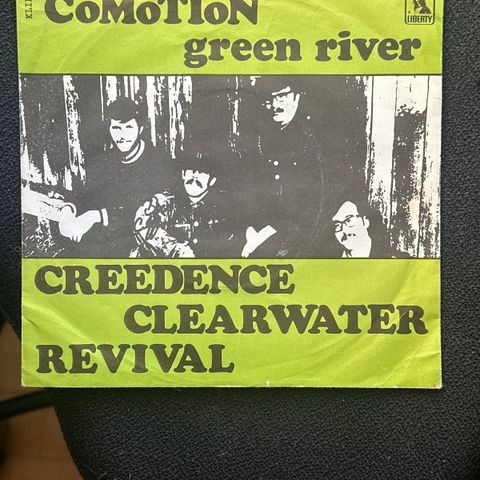 CoMoTIoN
green river
LIBERTY
CREEDENCE
CLEARWATER
REVIVAL